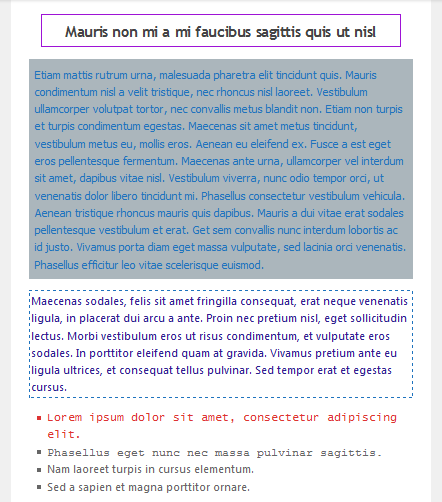 Mauris non mi a mi faucibus sagittis quis ut nisl
Etiam mattis rutrum urna, malesuada pharetra elit tincidunt quis. Mauris
condimentum nisl a velit tristique, nec rhoncus nisl laoreet. Vestibulum
ullamcorper volutpat tortor, nec convallis metus blandit non. Etiam non turpis
et turpis condimentum egestas. Maecenas sit amet metus tincidunt,
vestibulum metus eu, mollis eros. Aenean eu eleifend ex. Fusce a est eget
eros pellentesque fermentum. Maecenas ante urna, ullamcorper vel interdum
sit amet, dapibus vitae nisl. Vestibulum viverra, nunc odio tempor orci, ut
venenatis dolor libero tincidunt mi. Phasellus consectetur vestibulum vehicula.
Aenean tristique rhoncus mauris quis dapibus. Mauris a dui vitae erat sodales
pellentesque vestibulum et erat. Get sem convallis nunc interdum lobortis ac
id justo. Vivamus porta diam eget massa vulputate, sed lacinia orci venenatis.
Phasellus efficitur leo vitae scelerisque euismod.
Maecenas sodales, felis sit amet fringilla consequat, erat neque venenatis
ligula, in placerat dui arcu a ante. Proin nec pretium nisl, eget sollicitudin
lectus. Morbi vestibulum eros ut risus condimentum, et vulputate eros
sodales. In porttitor eleifend quam at gravida. Vivamus pretium ante eu
ligula ultrices, et consequat tellus pulvinar. Sed tempor erat et egestas
cursus.
Lorem ipsum dolor sit amet, consectetur adipiscing
elit.
Phasellus eget nunc nec massa pulvinar sagittis.
Nam laoreet turpis in cursus elementum.
Sed a sapien et magna porttitor ornare.